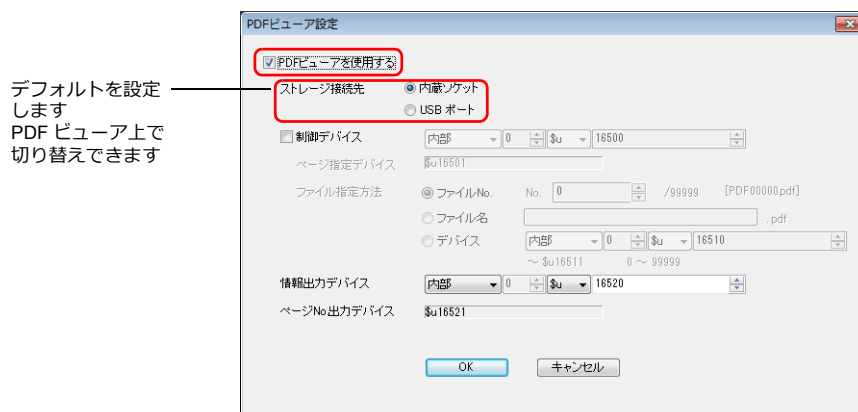 PDFビューア設定
PDFビューアを使用する
デフォルトを設定
します
PDF ビューア上で
切り替えできます
ストレージ接続先 内蔵ソケット
USB ポート
制御デバイス 内部 0 $u 16500
ページ指定デバイス $u16501
ファイル指定方法 ファイルNo. No. 0 /99999 [PDF00000.pdf]
ファイル名 .pdf
デバイス 内部 0 $u 16510
～ $u16511 0 ～ 99999
情報出力デバイス 内部 0 $u 16520
ページNo.出力デバイス $u16521
OK キャンセル